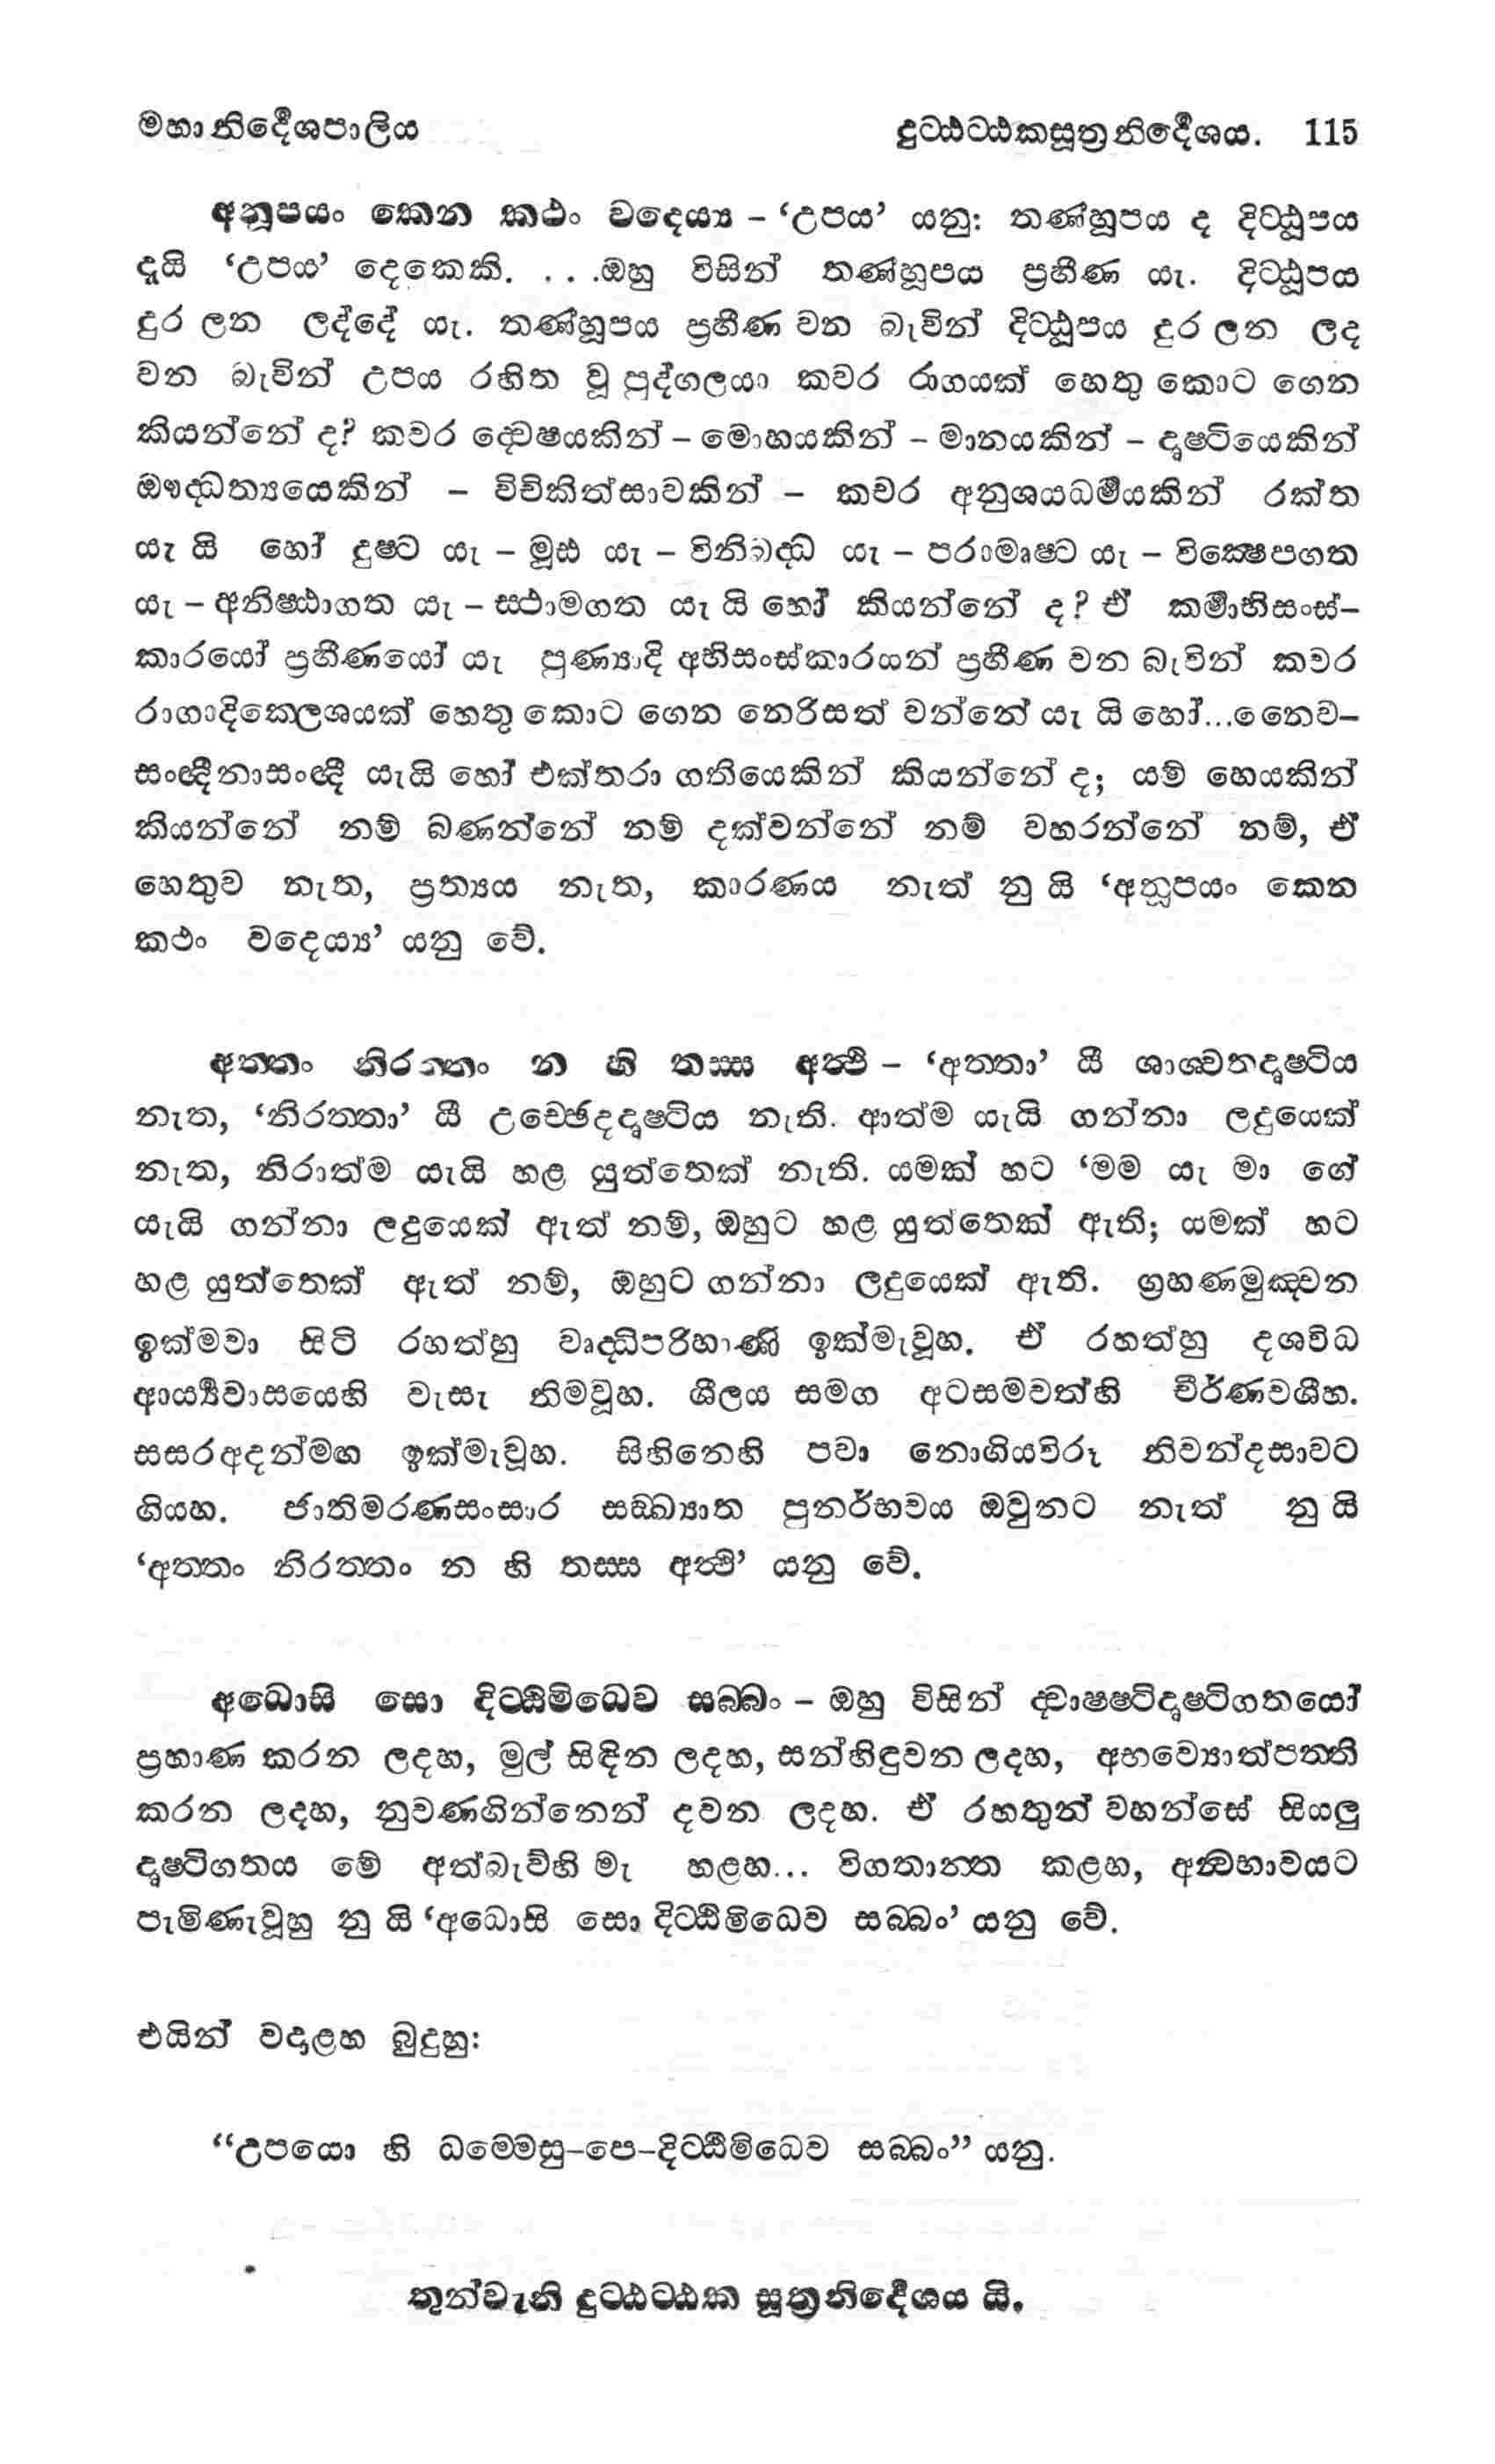 මහා නිර්දේශපාලිය දුට්ඨට්ඨකසූත්‍ර නිර්දේශය. 115
අනූපයං කෙන කථං වදෙය්‍ය – ‘උපය’ යනු: තණ්හූපය ද දිට්ඨූපය
දැයි ‘උපය’ දෙකෙකි. . . .ඔහු විසින් තණ්හූපය ප්‍රහීණ යැ. දිට්ඨූපය
දුර ලන ලද්දේ යැ. තණ්හූපය ප්‍රහීණ වන බැවින් දිට්ඨූපය දුර ලන ලද
වන බැවින් උපය රහිත වූ පුද්ගලයා කවර රාගයක් හෙතු කොට ගෙන
කියන්නේ ද? කවර ද්වෙෂයකින් – මොහයකින් – මානයකින් – දෘෂ්ටියෙකින්
ඖද්ධත්‍යයෙකින් – විචිකිත්සාවකින් – කවර අනුශයධර්මයකින් රක්ත
යැ යි හෝ දුෂ්ට යැ – මූඪ යැ – විනිබද්ධ යැ – පරාමෘෂ්ට යැ – වික්ෂෙපගත
යැ – අනිෂ්ඨාගත යැ – ස්ථාමගත යැ යි හෝ කියන්නේ ද? ඒ කර්මාභිසංස්–
කාරයෝ ප්‍රහීණයෝ යැ පුණ්‍යාදි අභිසංස්කාරයන් ප්‍රහීණ වන බැවින් කවර
රාගාදික්ලෙශයක් හෙතු කොට ගෙන නෙරිසත් වන්නේ යැ යි හෝ...නෛව–
සංඥීනාසංඥී යැයි හෝ එක්තරා ගතියෙකින් කියන්නේ ද; යම් හෙයකින්
කියන්නේ නම් බණන්නේ නම් දක්වන්නේ නම් වහරන්නේ නම්, ඒ
හෙතුව නැත, ප්‍රත්‍යය නැත, කාරණය නැත් නු යි ‘අනූපයං කෙන
කථං වදෙය්‍ය’ යනු වේ.
අත්තං නිරත්තං න හි තස්ස අත්ථි – ‘අත්තා’ යී ශාශ්වතදෘෂ්ටිය
නැත, ‘නිරත්තා’ යී උච්ඡෙදදෘෂ්ටිය නැති. ආත්ම යැයි ගන්නා ලදුයෙක්
නැත, නිරාත්ම යැයි හළ යුත්තෙක් නැති. යමක් හට ‘මම යැ මා ගේ
යැයි ගන්නා ලදුයෙක් ඇත් නම්, ඔහුට හළ යුත්තෙක් ඇති; යමක් හට
හළ යුත්තෙක් ඇත් නම්, ඔහුට ගන්නා ලදුයෙක් ඇති. ග්‍රහණමුඤ්චන
ඉක්මවා සිටි රහත්හු වෘද්ධිපරිහාණි ඉක්මැවූහ. ඒ රහත්හු දශවිධ
ආර්‍ය්‍යවාසයෙහි වැසැ නිමවූහ. ශීලය සමග අටසමවත්හි චීර්ණවශීහ.
සසරඅදන්මඟ ඉක්මැවූහ. සිහිනෙහි පවා නොගියවිරූ නිවන්දසාවට
ගියහ. ජාතිමරණසංසාර සඞ්ඛ්‍යාත පුනර්භවය ඔවුනට නැත් නු යි
‘අත්තං නිරත්තං න හි තස්ස අත්ථි’ යනු වේ.
අධොසි සො දිට්ඨිමිධෙව සබ්බං – ඔහු විසින් ද්වාෂෂ්ටිදෘෂ්ටිගතයෝ
ප්‍රහාණ කරන ලදහ, මුල් සිඳින ලදහ, සන්හිඳුවන ලදහ, අභව්‍යොත්පත්ති
කරන ලදහ, නුවණගින්නෙන් දවන ලදහ. ඒ රහතුන් වහන්සේ සියලු
දෘෂ්ටිගතය මේ අත්බැව්හි මැ හළහ... විගතාන්ත කළහ, අන්වභාවයට
පැමිණැවූහු නු යි ‘අධොසි සො දිට්ඨිමිධෙව සබ්බං’ යනු වේ.
එයින් වදාළහ බුදුහු:
“උපයො හි ධම්මෙසු–පෙ–දිට්ඨිමිධෙව සබ්බං” යනු.
තුන්වැනි දුට්ඨට්ඨක සූත්‍රනිර්දේශය යි.